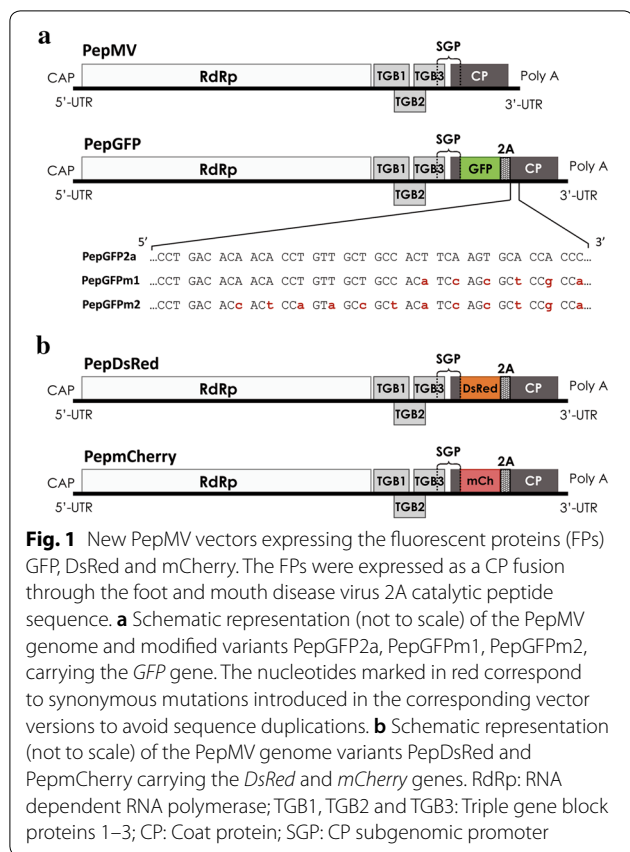 a
PepMV
SGP
CAP RdRp TGB1 TGB3 CP Poly A
5'-UTR TGB2 3'-UTR
PepGFP
SGP 2A
CAP RdRp TGB1 TGB3 GFP CP Poly A
5'-UTR TGB2 3'-UTR
5' 3'
PepGFP2a ...CCT GAC ACA ACA CCT GTT GCT GCC ACT TCA AGT GCA CCA CCC...
PepGFPm1 ...CCT GAC ACA ACA CCT GTT GCT GCC ACa TCc AGc GCt CCg CCa...
PepGFPm2 ...CCT GAC ACc ACt CCa GTa GCc GCt ACa TCc AGc GCt CCg CCa...
b
PepDsRed
SGP 2A
CAP RdRp TGB1 TGB3 DsRed CP Poly A
5'-UTR TGB2 3'-UTR
PepmCherry
SGP 2A
CAP RdRp TGB1 TGB3 mCh CP Poly A
5'-UTR TGB2 3'-UTR
Fig. 1 New PepMV vectors expressing the fluorescent proteins (FPs)
GFP, DsRed and mCherry. The FPs were expressed as a CP fusion
through the foot and mouth disease virus 2A catalytic peptide
sequence. a Schematic representation (not to scale) of the PepMV
genome and modified variants PepGFP2a, PepGFPm1, PepGFPm2,
carrying the GFP gene. The nucleotides marked in red correspond
to synonymous mutations introduced in the corresponding vector
versions to avoid sequence duplications. b Schematic representation
(not to scale) of the PepMV genome variants PepDsRed and
PepmCherry carrying the DsRed and mCherry genes. RdRp: RNA
dependent RNA polymerase; TGB1, TGB2 and TGB3: Triple gene block
proteins 1–3; CP: Coat protein; SGP: CP subgenomic promoter